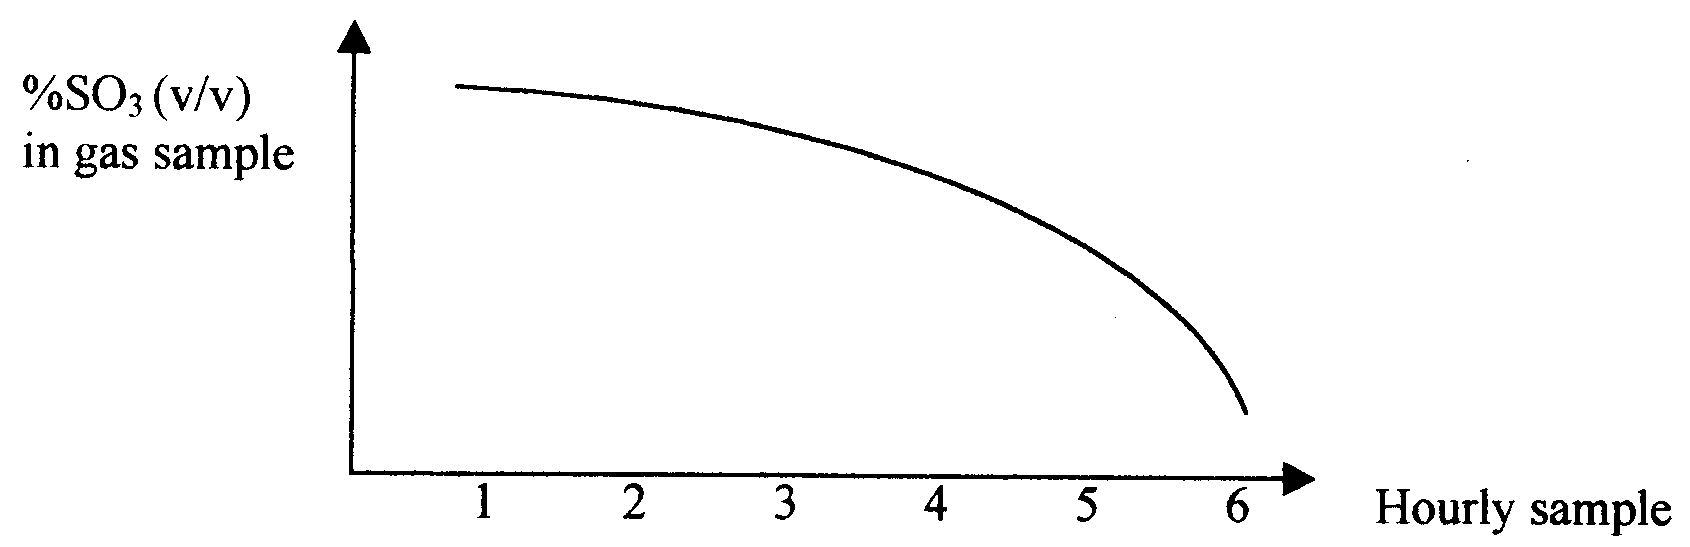 %SO₃ (v/v)
in gas sample
1 2 3 4 5 6
Hourly sample